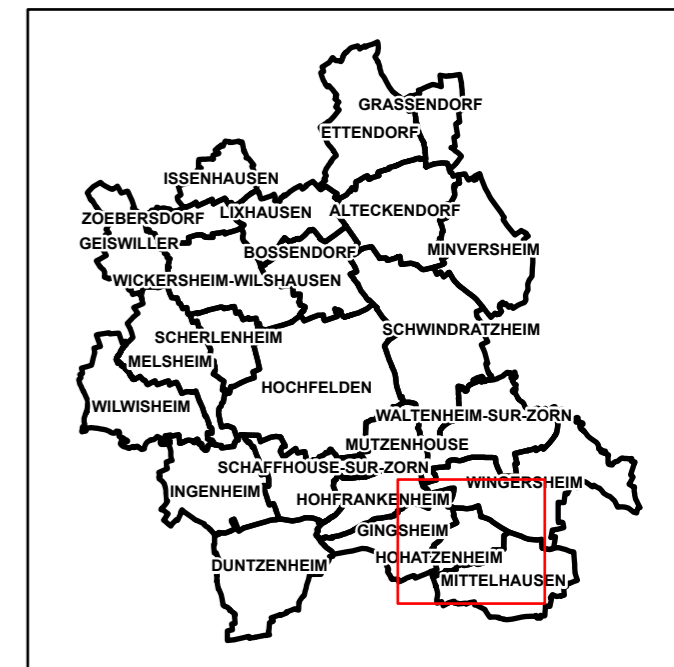 GRASSENDORF
ETTENDORF
ISSENHAUSEN
ZOEBERSDORF
LIXHAUSEN
ALTECKENDORF
GEISWILLER
BOSSENDORF
MINVERSHEIM
WICKERSHEIM-WILSHAUSEN
SCHWINDRATZHEIM
SCHERLENHEIM
MELSHEIM
HOCHFELDEN
WILWISHEIM
WALTENHEIM-SUR-ZORN
MUTZENHOUSE
SCHAFFHOUSE-SUR-ZORN
WINGERSHEIM
INGENHEIM
HOHFRANKENHEIM
GINGSHEIM
HOHATZENHEIM
DUNTZENHEIM
MITTELHAUSEN